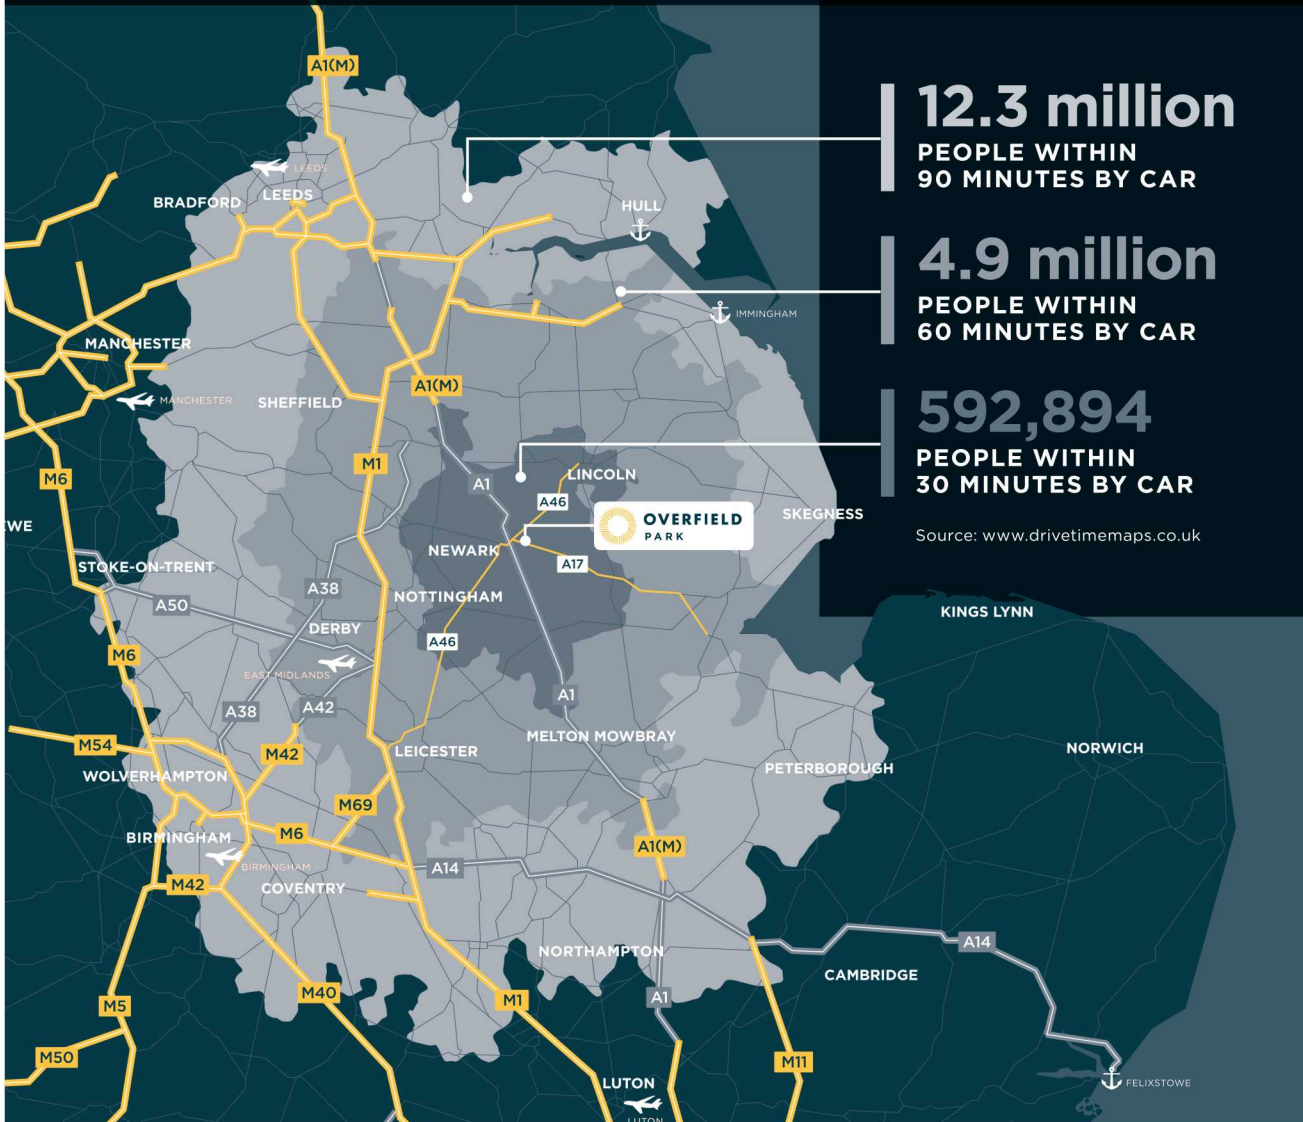 A1(M)
12.3 million
PEOPLE WITHIN
90 MINUTES BY CAR
LEEDS
BRADFORD
LEEDS
HULL
4.9 million
PEOPLE WITHIN
60 MINUTES BY CAR
IMMINGHAM
MANCHESTER
MANCHESTER
SHEFFIELD
A1(M)
592,894
PEOPLE WITHIN
30 MINUTES BY CAR
M1
M6
A1
LINCOLN
A46
SKEGNESS
EWE
OVERFIELD
PARK
Source: www.drivetimemaps.co.uk
NEWARK
A17
STOKE-ON-TRENT
A38
NOTTINGHAM
A50
KINGS LYNN
DERBY
A46
M6
EAST MIDLANDS
A1
A38
A42
MELTON MOWBRAY
M54
M42
LEICESTER
NORWICH
WOLVERHAMPTON
PETERBOROUGH
M69
M6
BIRMINGHAM
A1(M)
BIRMINGHAM
A14
M42
COVENTRY
NORTHAMPTON
A14
CAMBRIDGE
M40
M1
A1
M5
M50
M11
LUTON
FELIXSTOWE
LUTON